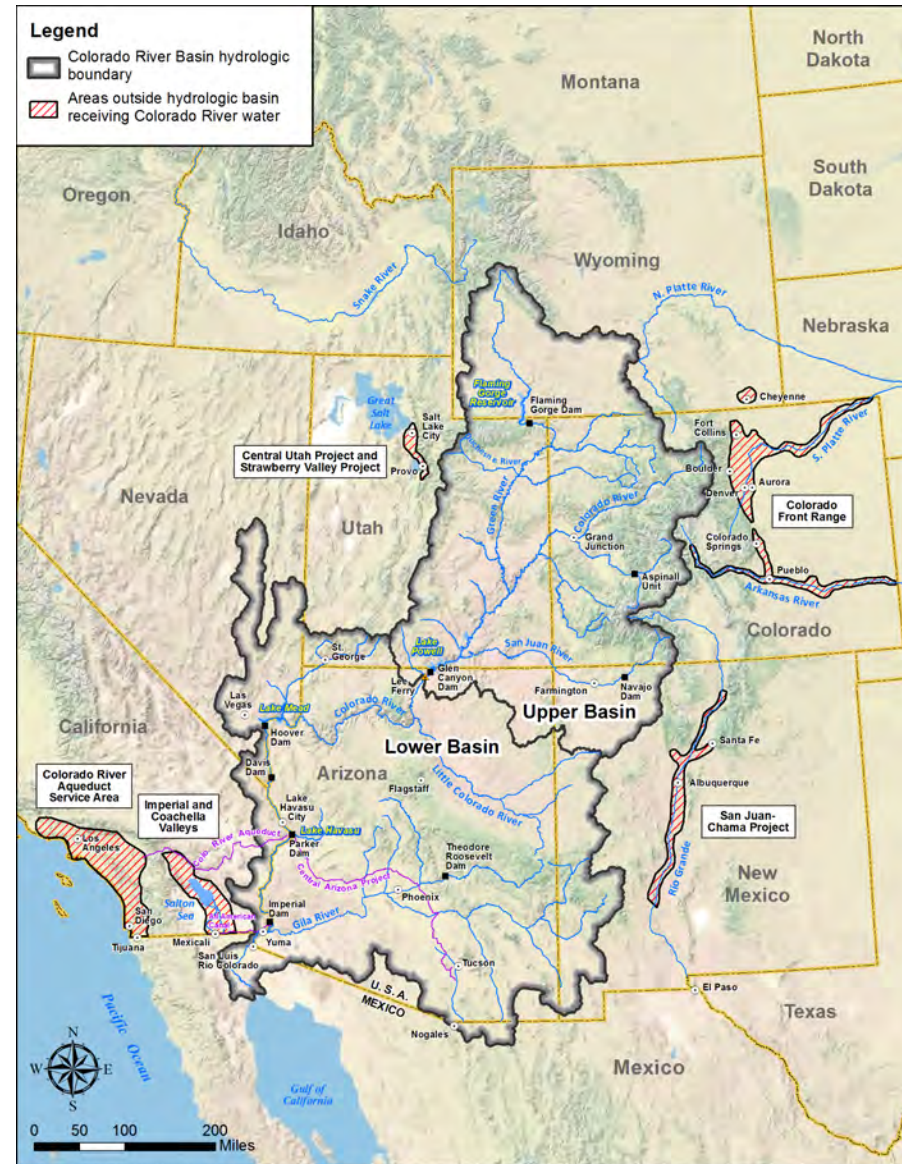 Legend
Colorado River Basin hydrologic
boundary
Areas outside hydrologic basin
receiving Colorado River water
North
Dakota
Montana
South
Dakota
Oregon
Idaho
Wyoming
Snake River
N. Platte River
Nebraska
Flaming
Gorge
Reservoir
Flaming
Gorge Dam
Cheyenne
Great
Salt
Lake
Salt
Lake
City
Fort
Collins
S. Platte River
Central Utah Project and
Strawberry Valley Project
Provo
Boulder
Denver
Aurora
Colorado
Front Range
Nevada
Utah
Green River
Colorado River
Grand
Junction
Colorado
Springs
Aspinall
Unit
Pueblo
Arkansas River
Colorado
St.
George
Lake
Powell
San Juan River
Glen
Canyon
Dam
Lee
Ferry
Farmington
Navajo
Dam
Las
Vegas
Lake Mead
Colorado River
Upper Basin
California
Hoover
Dam
Lower Basin
Santa Fe
Davis
Dam
Arizona
Little Colorado River
Albuquerque
Colorado River
Aqueduct
Service Area
Imperial and
Coachella
Valleys
Flagstaff
Lake
Havasu
City
San Juan-
Chama Project
Los
Angeles
Colo. River Aqueduct
Lake Havasu
Parker
Dam
Theodore
Roosevelt
Dam
Rio Grande
New
Mexico
Central Arizona Project
Phoenix
Salton
Sea
Imperial
Dam
San
Diego
All American
Canal
Gila River
Tijuana
Mexicali
Yuma
San Luis
Rio Colorado
Tucson
U. S. A.
MEXICO
El Paso
Nogales
Texas
Pacific Ocean
Mexico
N
W
E
S
Gulf of
California
0 50 100 200
Miles